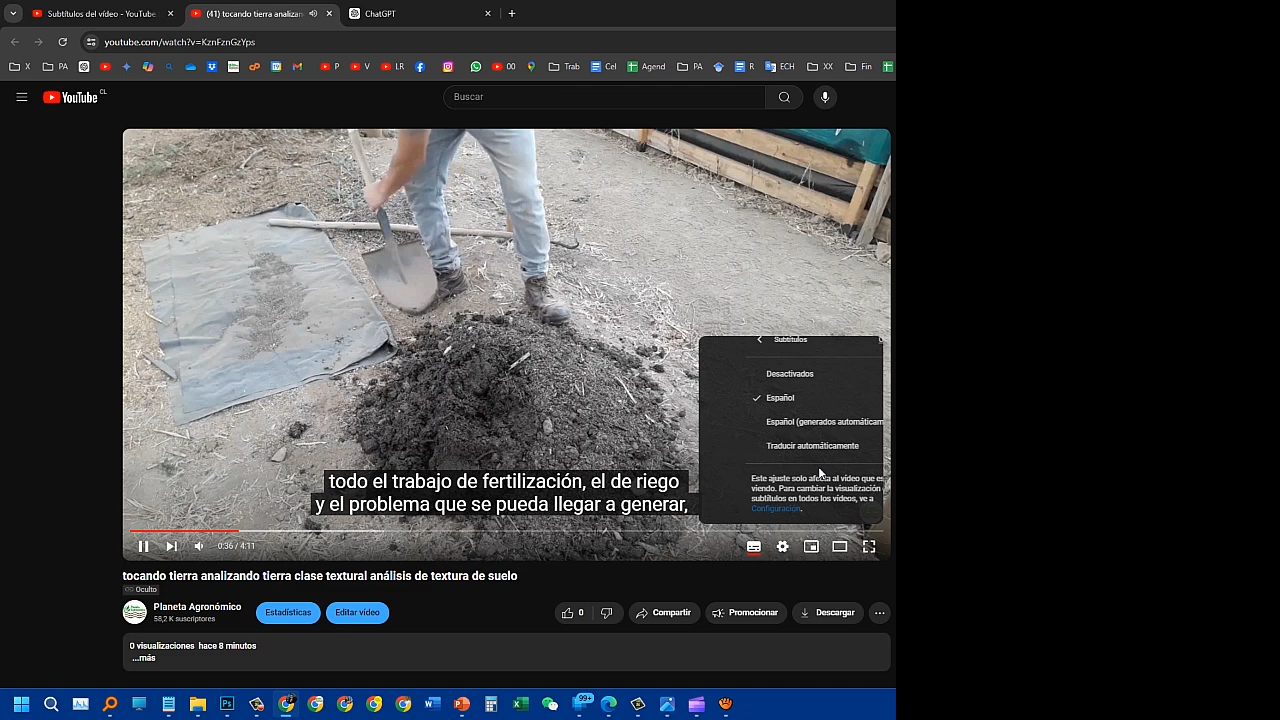 Subtítulos del vídeo - YouTube
(41) tocando tierra analizan
ChatGPT
youtube.com/watch?v=KznFznGzYps
X
PA
P
V
LR
00
Trab
Cel
Agend
PA
R
ECH
XX
Fin
YouTube CL
Buscar
Subtítulos
Desactivados
Español
Español (generados automáticam
Traducir automáticamente
Este ajuste solo afecta al vídeo que es
viendo. Para cambiar la visualización
subtítulos en todos los vídeos, ve a
Configuración.
todo el trabajo de fertilización, el de riego
y el problema que se pueda llegar a generar,
0:36 / 4:11
tocando tierra analizando tierra clase textural análisis de textura de suelo
Oculto
Planeta Agronómico
58,2 K suscriptores
Estadísticas
Editar vídeo
0
Compartir
Promocionar
Descargar
0 visualizaciones hace 8 minutos
...más
99+